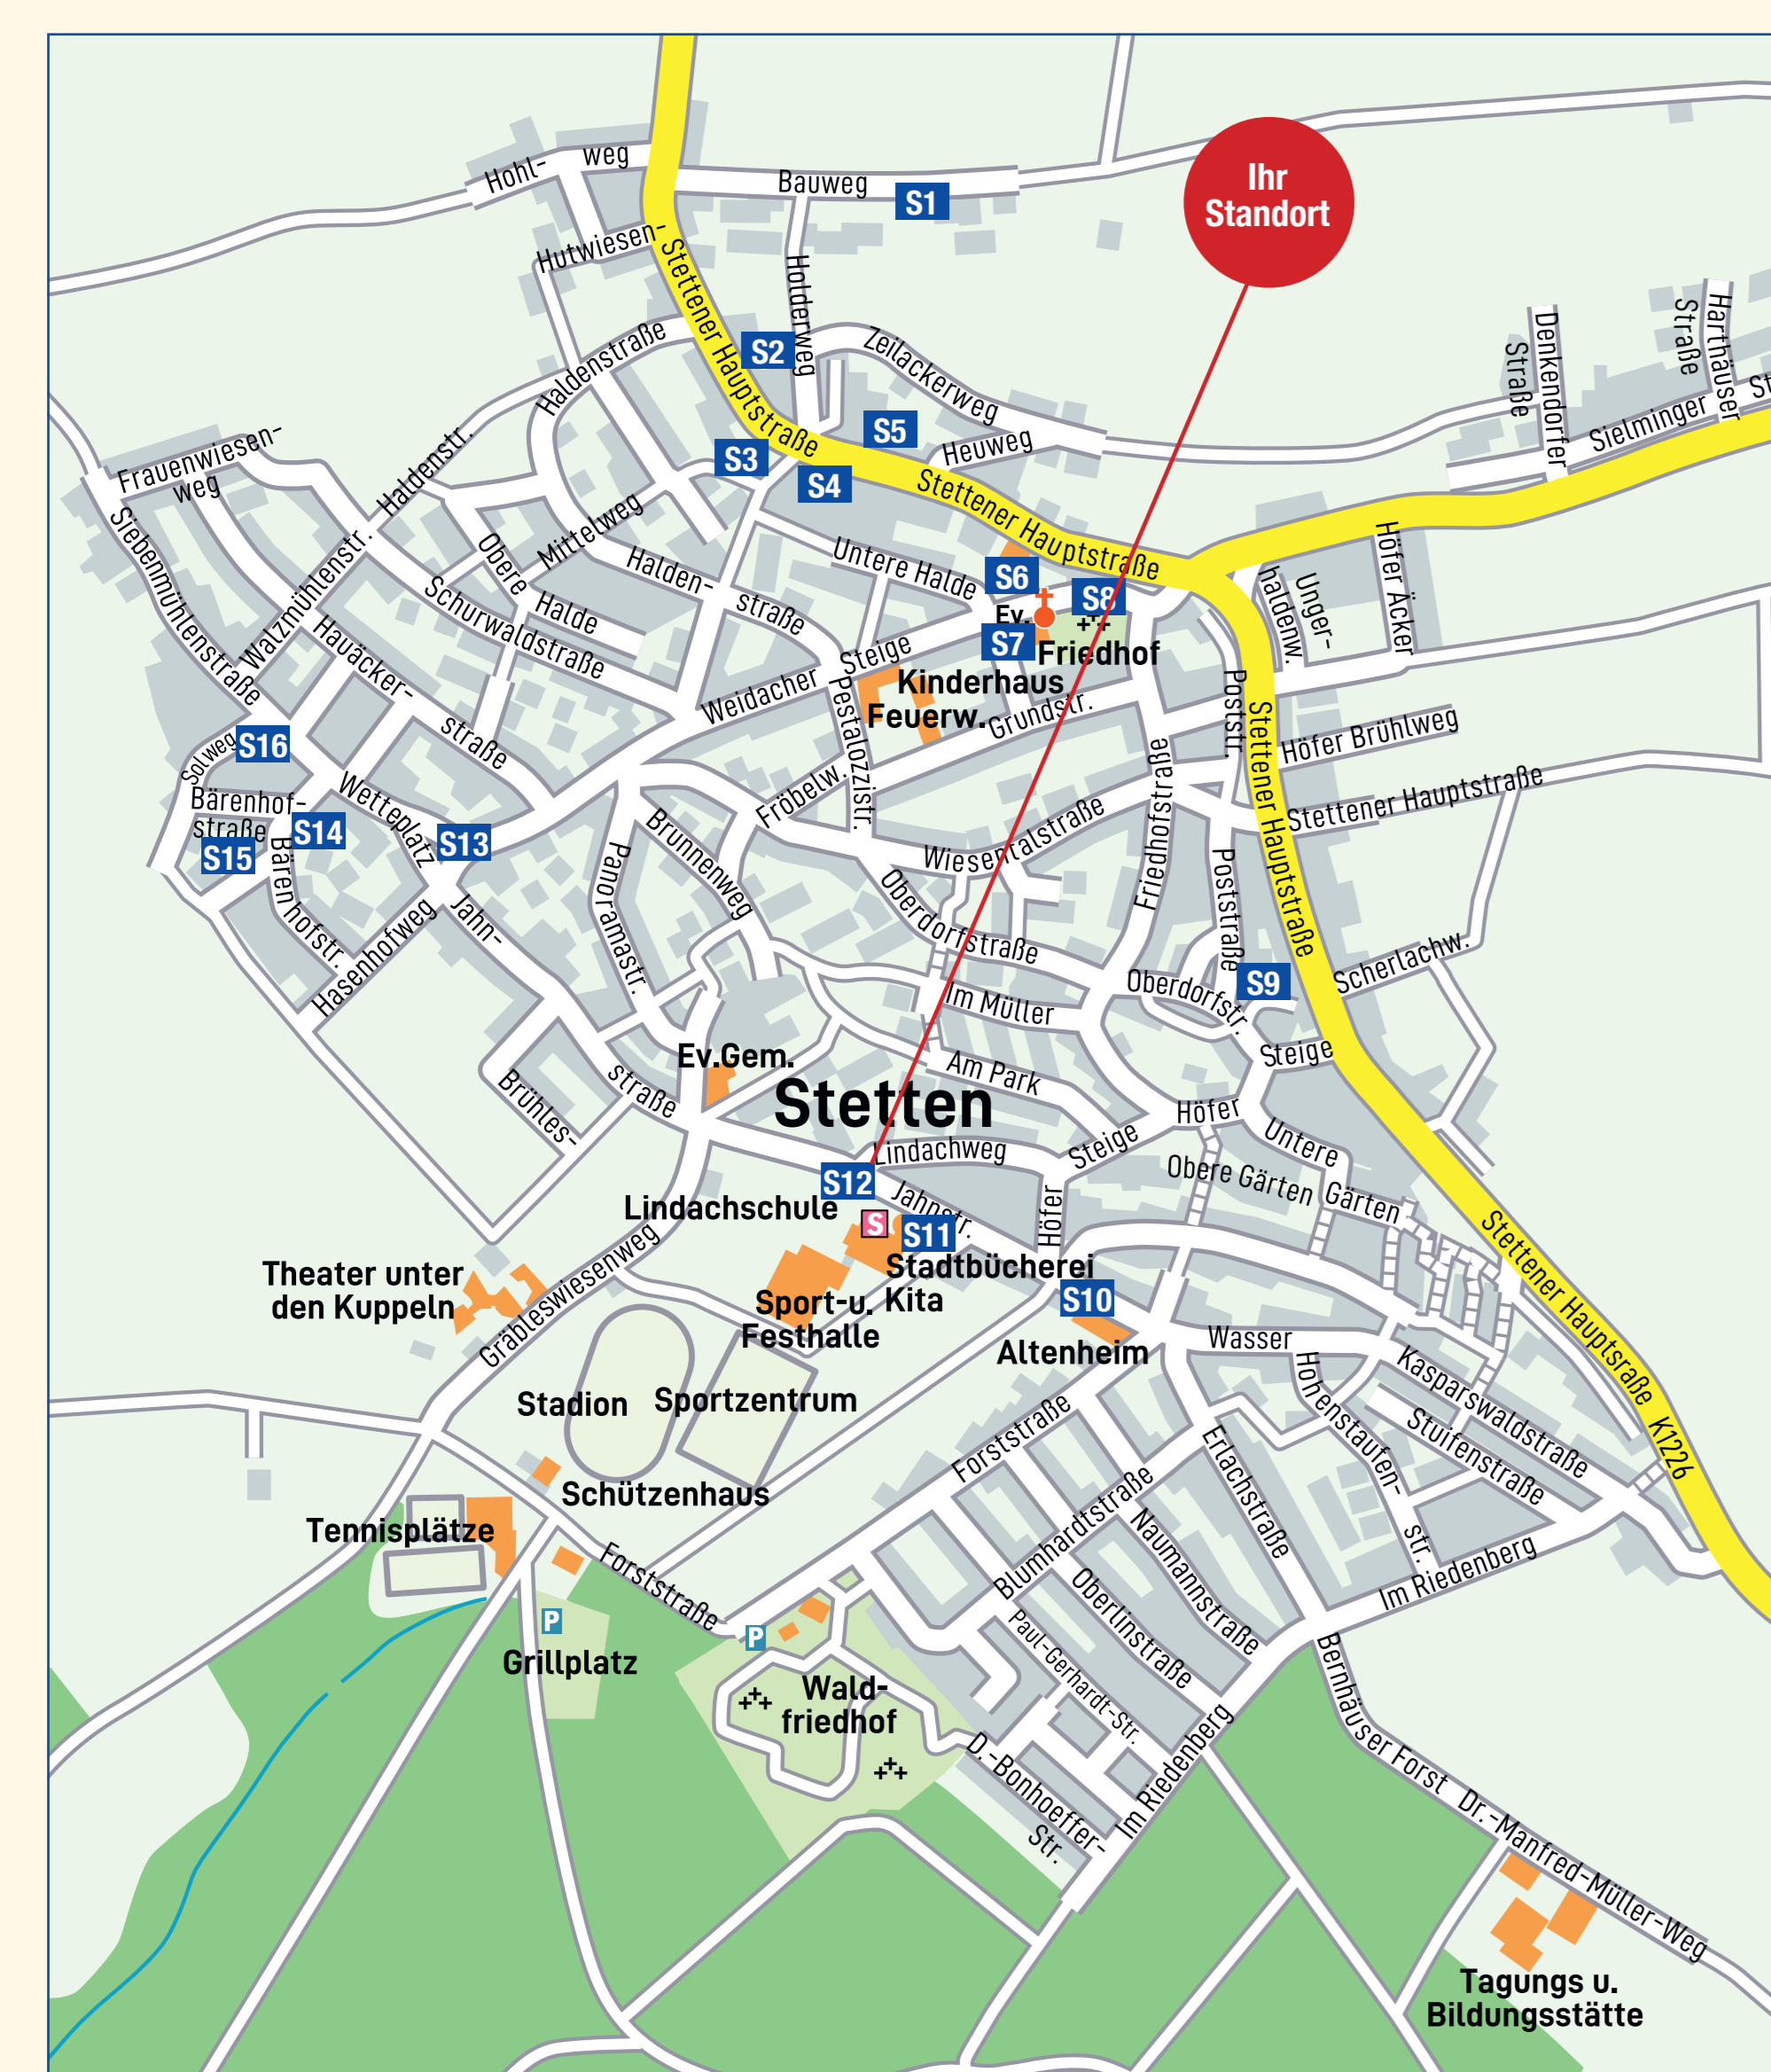 Ihr
Standort
Hohl-
weg
Bauweg
S1
Hutwiesen-
Stettener Hauptstraße
Holderweg
S2
Zeilackerweg
Haldenstraße
Denkendorfer
Straße
Harthäuser
Straße
Sielminger
St
S5
Heuweg
S3
S4
Frauenwiesen-
weg
Haldenstr.
Stettener Hauptstraße
Siebenmühlenstraße
Walzmühlenstr.
Obere
Halde
Mittelweg
Halden-
straße
Untere Halde
S6
S8
Ev.
S7
Friedhof
Unger-
haldenw.
Höfer Äcker
Schurwaldstraße
Hauäcker-
straße
Weidacher
Steige
Kinderhaus
Feuerw.
Grundstr.
Pestalozzistr.
Poststr.
Stettener Hauptstraße
Höfer Brühlweg
Stettener Hauptstraße
Solweg
S16
Bärenhof-
straße
S14
S15
Bärenhofstr.
Wetteplatz
S13
Fröbelw.
Brunnenweg
Panoramastr.
Wiesentalstraße
Friedhofstraße
Poststraße
Oberdorfstraße
Hasenhofweg
Jahn-
straße
Scherlachw.
S9
Oberdorfstr.
Im Müller
Am Park
Steige
Ev.Gem.
Stetten
Brühles-
Höfer
Steige
Lindachweg
Untere
Gärten
Obere Gärten
S12
Lindachschule
Jahnstr.
S
S11
Höfer
Stadtbücherei
Kita
Sport-u.
Festhalle
S10
Altenheim
Stettener Hauptsraße
K1226
Theater unter
den Kuppeln
Gräbleswiesenweg
Stadion
Sportzentrum
Wasser
Hohenstaufen-
str.
Kasparswaldstraße
Stuifenstraße
Erlachstraße
Forststraße
Schützenhaus
Tennisplätze
Forststraße
Blumhardtstraße
Naumannstraße
Oberlinstraße
Paul-Gerhardt-Str.
Im Riedenberg
P
P
Grillplatz
Wald-
friedhof
D.-Bonhoeffer-
Str.
Im Riedenberg
Bernhäuser Forst
Dr.-Manfred-Müller-Weg
Tagungs u.
Bildungsstätte